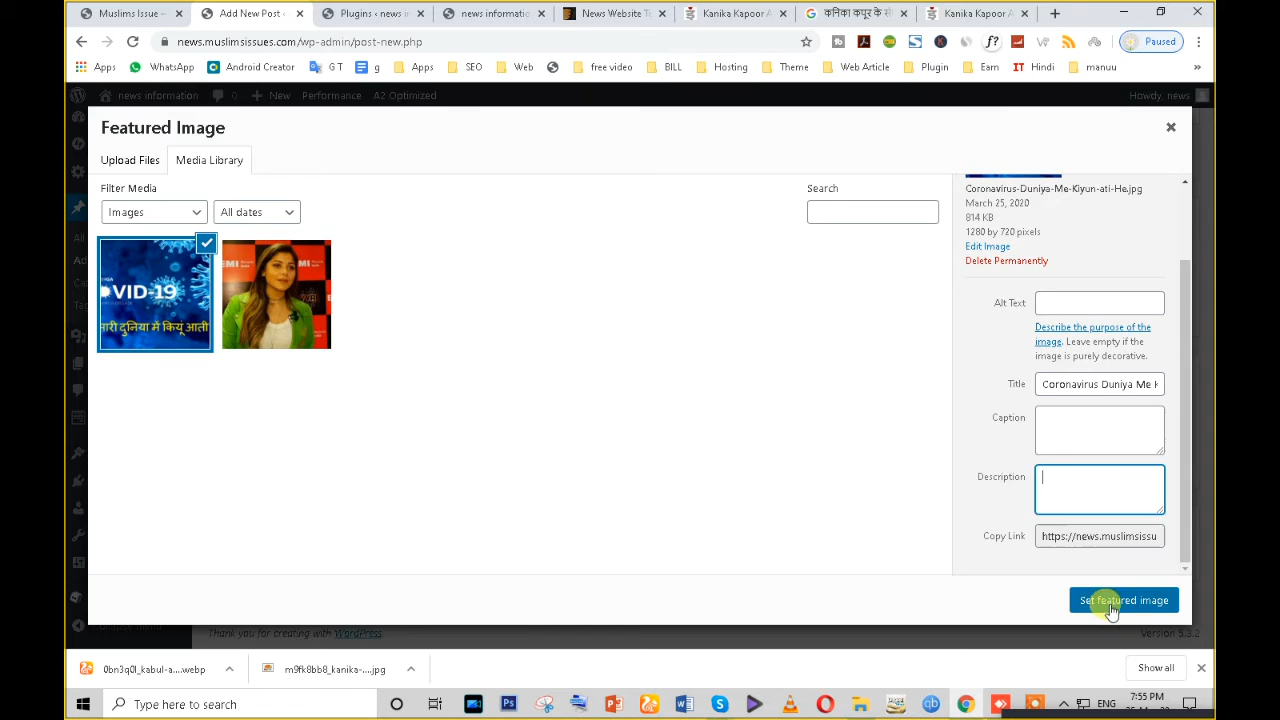 Muslims Issue –
Add New Post ‹
Plugins ‹ news i
news informatio
News Website Te
Kanika Kapoor A
कनिका कपूर के सं
Kanika Kapoor A
news.muslimsissues.com/wp-admin/post-new.php
Paused
Apps
WhatsApp
Android Creator
G T
g
Apps
SEO
Web
free video
BILL
Hosting
Theme
Web Article
Plugin
Earn
IT Hindi
manuu
»
news information
0
New
Performance
A2 Optimized
Howdy, news
Featured Image
Upload Files
Media Library
Filter Media
Search
Images
All dates
VID-19
दुनिया में कियू आती
EMI
Coronavirus-Duniya-Me-Kiyun-ati-He.jpg
March 25, 2020
814 KB
1280 by 720 pixels
Edit Image
Delete Permanently
Alt Text
Describe the purpose of the
image. Leave empty if the
image is purely decorative.
Title
Coronavirus Duniya Me
Caption
Description
Copy Link
https://news.muslimsissu
Set featured image
Thank you for creating with WordPress.
Version 5.3.2
0bn3q0l_kabul-a....webp
m9fk8bb8_kanika-....jpg
Show all
Type here to search
ENG
7:55 PM